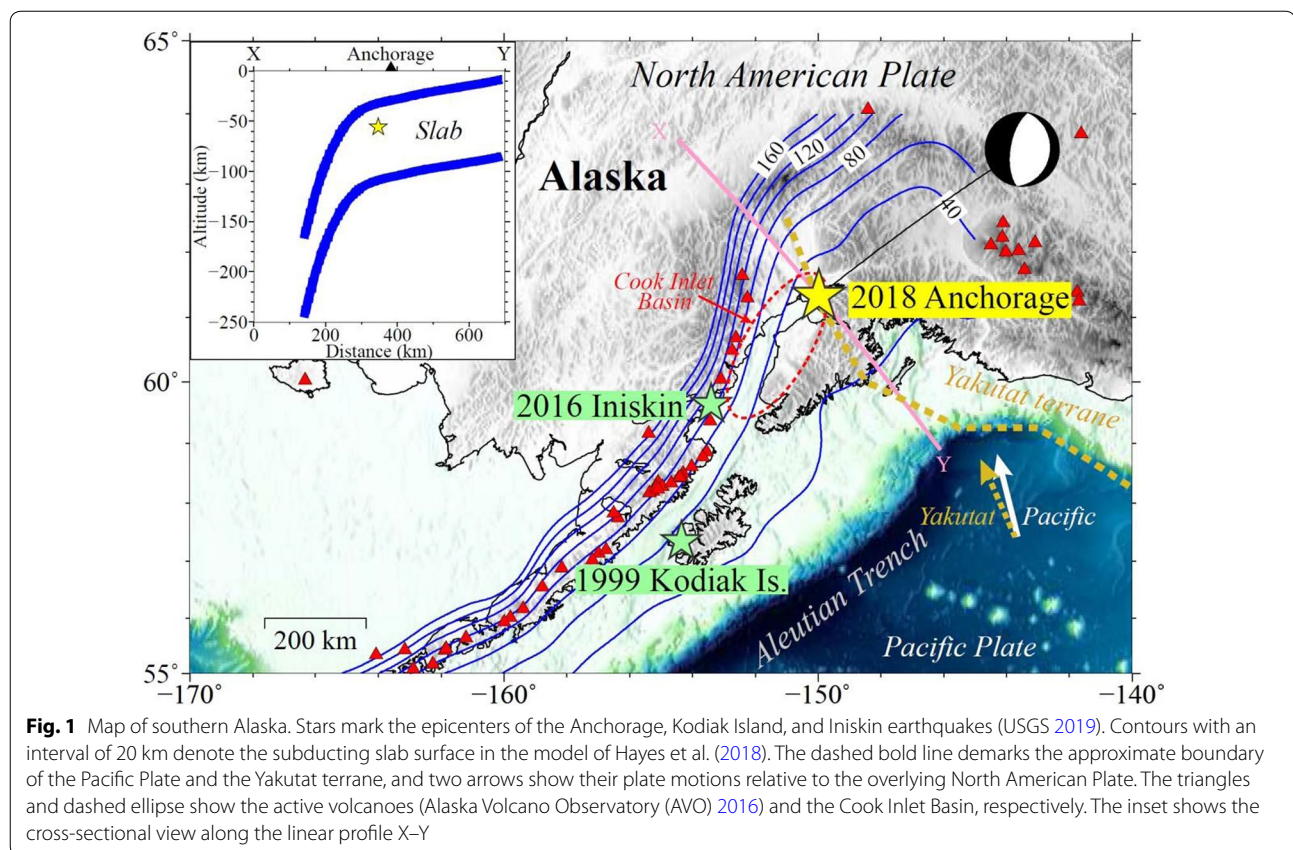 65°
X
Anchorage
Y
0
−50
−100
−150
−200
−250
Altitude (km)
Slab
0
200
400
600
Distance (km)
North American Plate
X
160
120
80
40
Alaska
Cook Inlet
Basin
2018 Anchorage
60°
2016 Iniskin
Yakutat terrane
Y
Yakutat
Pacific
1999 Kodiak Is.
Aleutian Trench
200 km
Pacific Plate
55°
−170
−160
−150
−140
Fig. 1 Map of southern Alaska. Stars mark the epicenters of the Anchorage, Kodiak Island, and Iniskin earthquakes (USGS 2019). Contours with an
interval of 20 km denote the subducting slab surface in the model of Hayes et al. (2018). The dashed bold line demarks the approximate boundary
of the Pacific Plate and the Yakutat terrane, and two arrows show their plate motions relative to the overlying North American Plate. The triangles
and dashed ellipse show the active volcanoes (Alaska Volcano Observatory (AVO) 2016) and the Cook Inlet Basin, respectively. The inset shows the
cross-sectional view along the linear profile X–Y